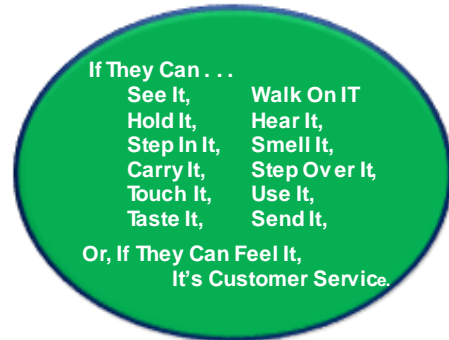 If They Can . . .
See It, Walk On IT
Hold It, Hear It,
Step In It, Smell It,
Carry It, Step Over It,
Touch It, Use It,
Taste It, Send It,
Or, If They Can Feel It,
It's Customer Service.